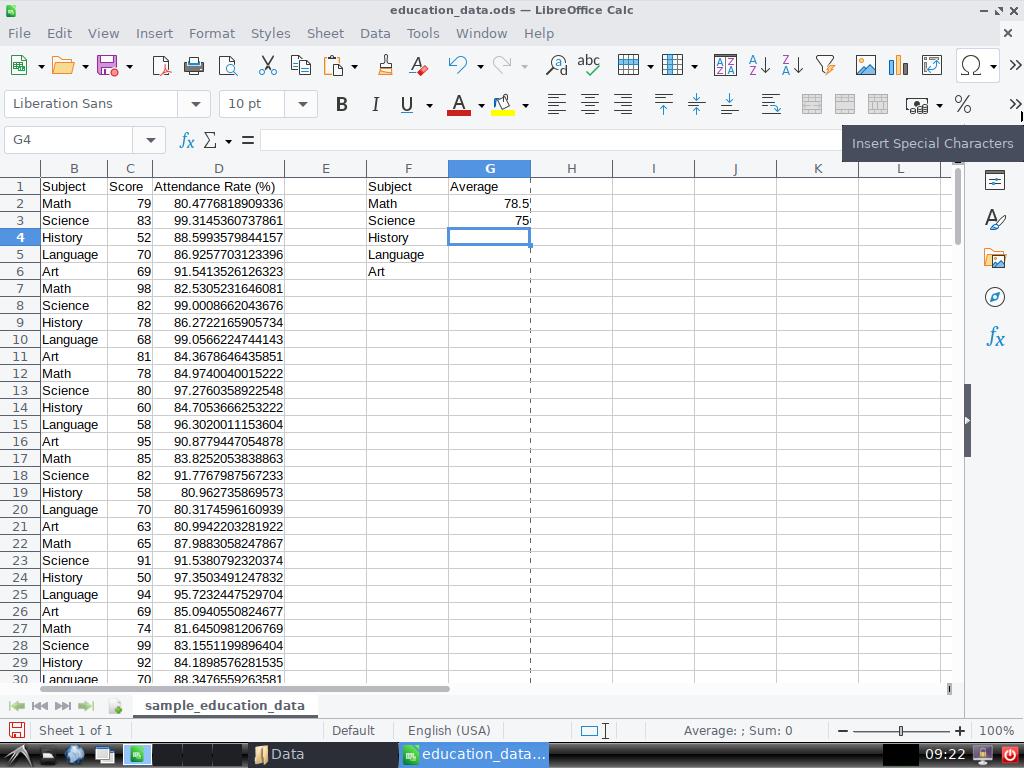 education_data.ods — LibreOffice Calc
File Edit View Insert Format Styles Sheet Data Tools Window Help
Liberation Sans 10 pt B I U A %
G4 fx Σ =
Insert Special Characters
B C D E F G H I J K L
1 Subject Score Attendance Rate (%) Subject Average
2 Math 79 80.4776818909336 Math 78.5
3 Science 83 99.3145360737861 Science 75
4 History 52 88.5993579844157 History
5 Language 70 86.9257703123396 Language
6 Art 69 91.5413526126323 Art
7 Math 98 82.5305231646081
8 Science 82 99.0008662043676
9 History 78 86.2722165905734
10 Language 68 99.0566224744143
11 Art 81 84.3678646435851
12 Math 78 84.9740040015222
13 Science 80 97.2760358922548
14 History 60 84.7053666253222
15 Language 58 96.3020011153604
16 Art 95 90.8779447054878
17 Math 85 83.8252053838863
18 Science 82 91.7767987567233
19 History 58 80.962735869573
20 Language 70 80.3174596160939
21 Art 63 80.9942203281922
22 Math 65 87.9883058247867
23 Science 91 91.5380792320374
24 History 50 97.3503491247832
25 Language 94 95.7232447529704
26 Art 69 85.0940550824677
27 Math 74 81.6450981206769
28 Science 99 83.1551199896404
29 History 92 84.1898576281535
30 Language 70 88.3476559263581
sample_education_data
Sheet 1 of 1 Default English (USA) Average: ; Sum: 0 100%
Data education_data... 09:22